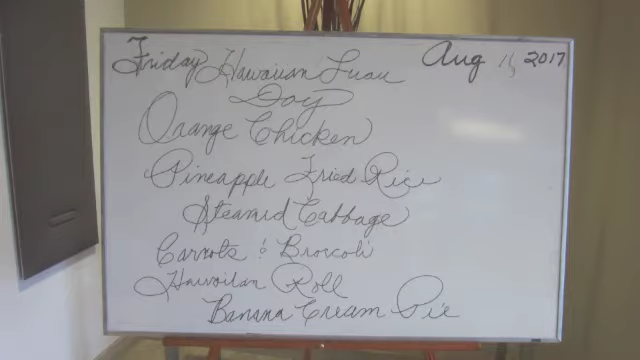 Friday Hawaiian Luau Aug 2017
Day
Orange Chicken
Pineapple Fried Rice
Steamed Cabbage
Carrots & Broccoli
Hawaiian Roll
Banana Cream Pie